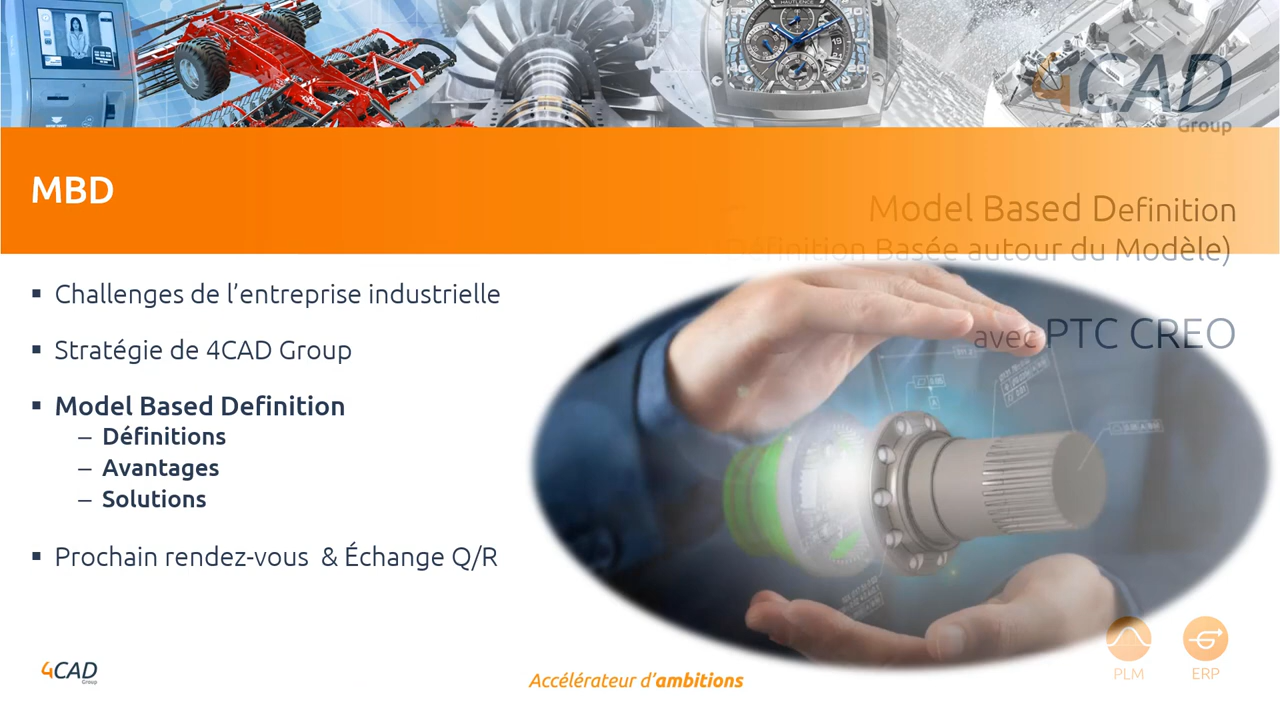 4CAD
Group
MBD
Model Based Definition
Définition Basée autour du Modèle)
avec PTC CREO
▪ Challenges de l’entreprise industrielle
▪ Stratégie de 4CAD Group
▪ Model Based Definition
– Définitions
– Avantages
– Solutions
▪ Prochain rendez-vous & Échange Q/R
4CAD
Group
Accélérateur d’ambitions
PLM
ERP